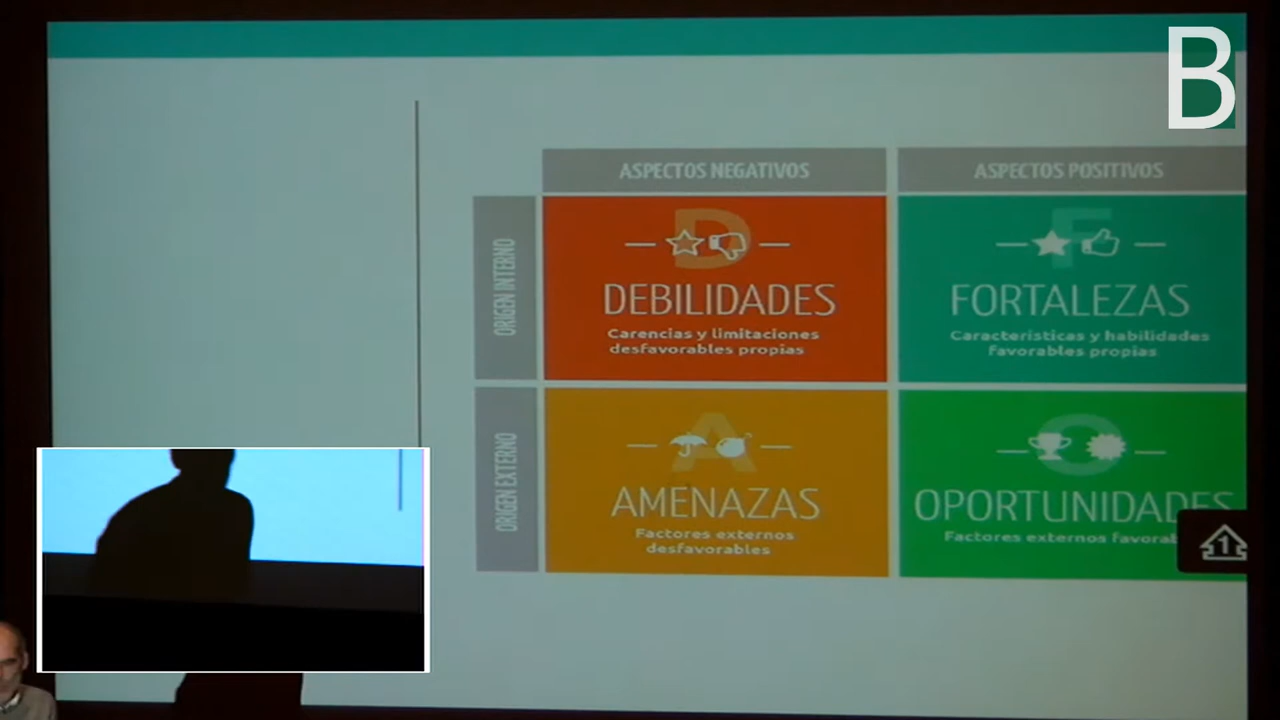 B
ASPECTOS NEGATIVOS
ASPECTOS POSITIVOS
ORIGEN INTERNO
D
DEBILIDADES
Carencias y limitaciones
desfavorables propias
F
FORTALEZAS
Características y habilidades
favorables propias
ORIGEN EXTERNO
A
AMENAZAS
Factores externos
desfavorables
O
OPORTUNIDADES
Factores externos
1